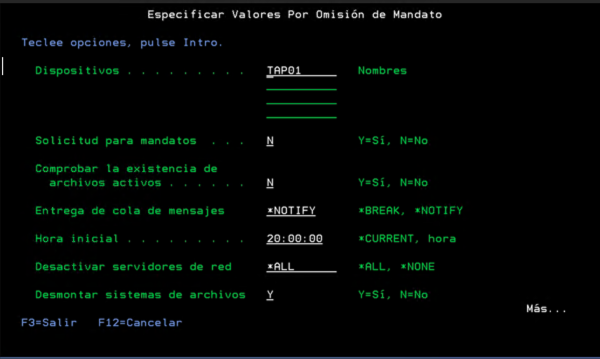 Especificar Valores Por Omisión de Mandato
Teclee opciones, pulse Intro.
Dispositivos . . . . . . . . . TAP01 Nombres
Solicitud para mandatos . . . N Y=Sí, N=No
Comprobar la existencia de
archivos activos . . . . . . N Y=Sí, N=No
Entrega de cola de mensajes *NOTIFY *BREAK, *NOTIFY
Hora inicial . . . . . . . . . 20:00:00 *CURRENT, hora
Desactivar servidores de red *ALL *ALL, *NONE
Desmontar sistemas de archivos Y Y=Sí, N=No
Más...
F3=Salir F12=Cancelar